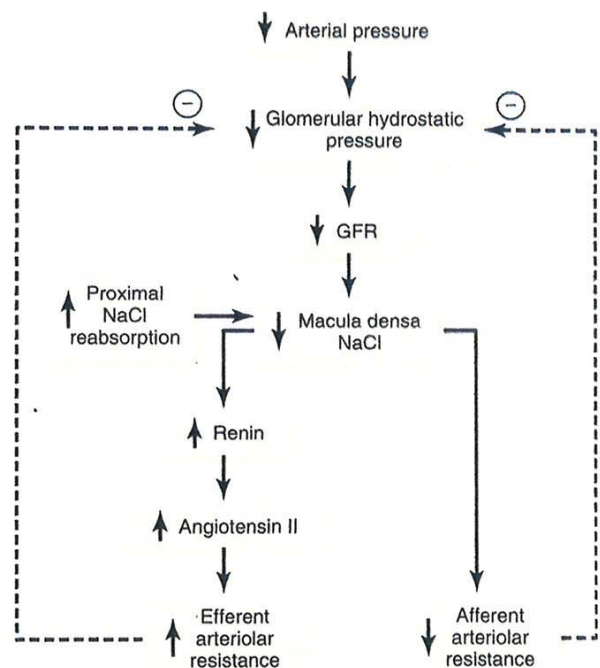 Arterial pressure
Glomerular hydrostatic
pressure
GFR
Proximal
NaCl
reabsorption
Macula densa
NaCl
Renin
Angiotensin II
Efferent
arteriolar
resistance
Afferent
arteriolar
resistance